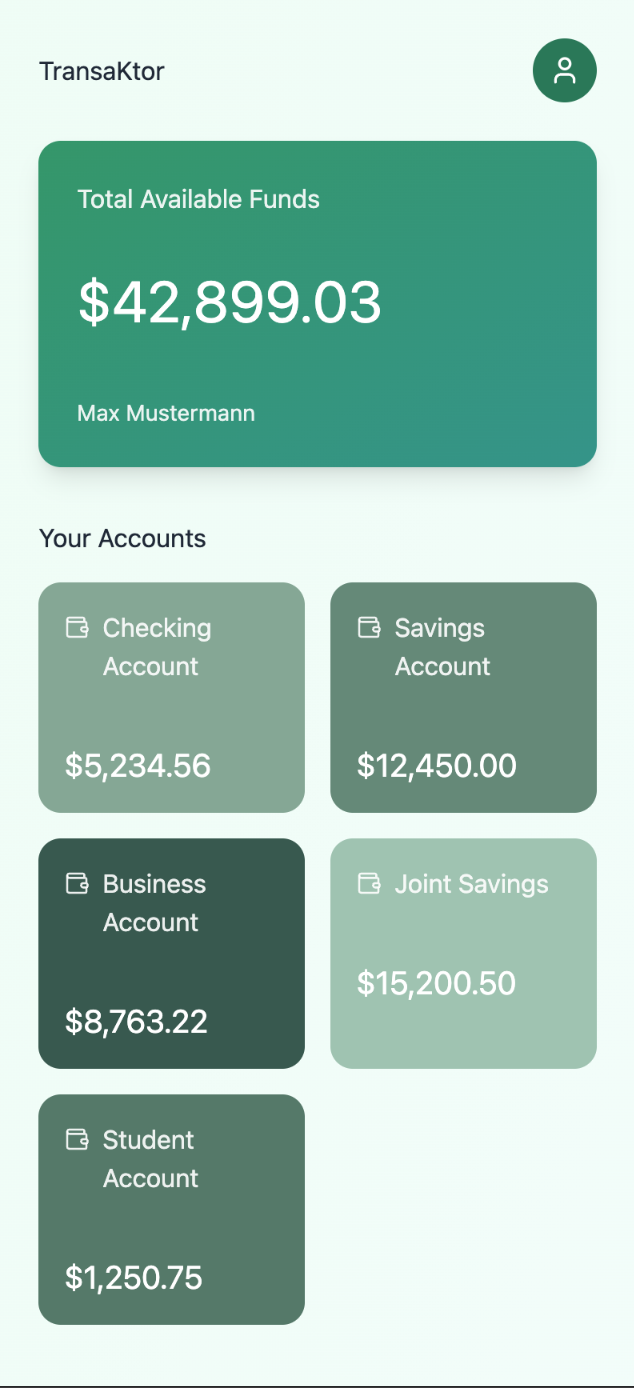 TransaKtor
Total Available Funds
$42,899.03
Max Mustermann
Your Accounts
Checking
Account
$5,234.56
Savings
Account
$12,450.00
Business
Account
$8,763.22
Joint Savings
$15,200.50
Student
Account
$1,250.75